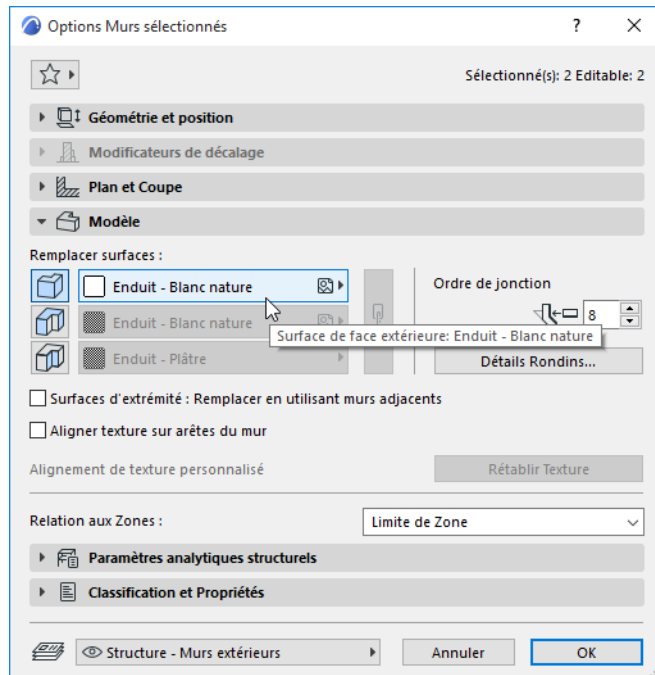 Options Murs sélectionnés
Sélectionné(s): 2 Editable: 2
Géométrie et position
Modificateurs de décalage
Plan et Coupe
Modèle
Remplacer surfaces :
Enduit - Blanc nature
Ordre de jonction
Enduit - Blanc nature
8
Surface de face extérieure: Enduit - Blanc nature
Enduit - Plâtre
Détails Rondins...
Surfaces d'extrémité : Remplacer en utilisant murs adjacents
Aligner texture sur arêtes du mur
Alignement de texture personnalisé
Rétablir Texture
Relation aux Zones :
Limite de Zone
Paramètres analytiques structurels
Classification et Propriétés
Structure - Murs extérieurs
Annuler
OK